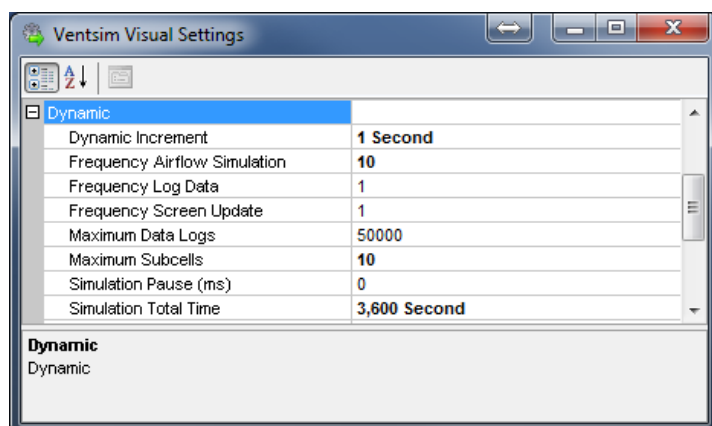 Ventsim Visual Settings
A Z
Dynamic
Dynamic Increment 1 Second
Frequency Airflow Simulation 10
Frequency Log Data 1
Frequency Screen Update 1
Maximum Data Logs 50000
Maximum Subcells 10
Simulation Pause (ms) 0
Simulation Total Time 3,600 Second
Dynamic
Dynamic